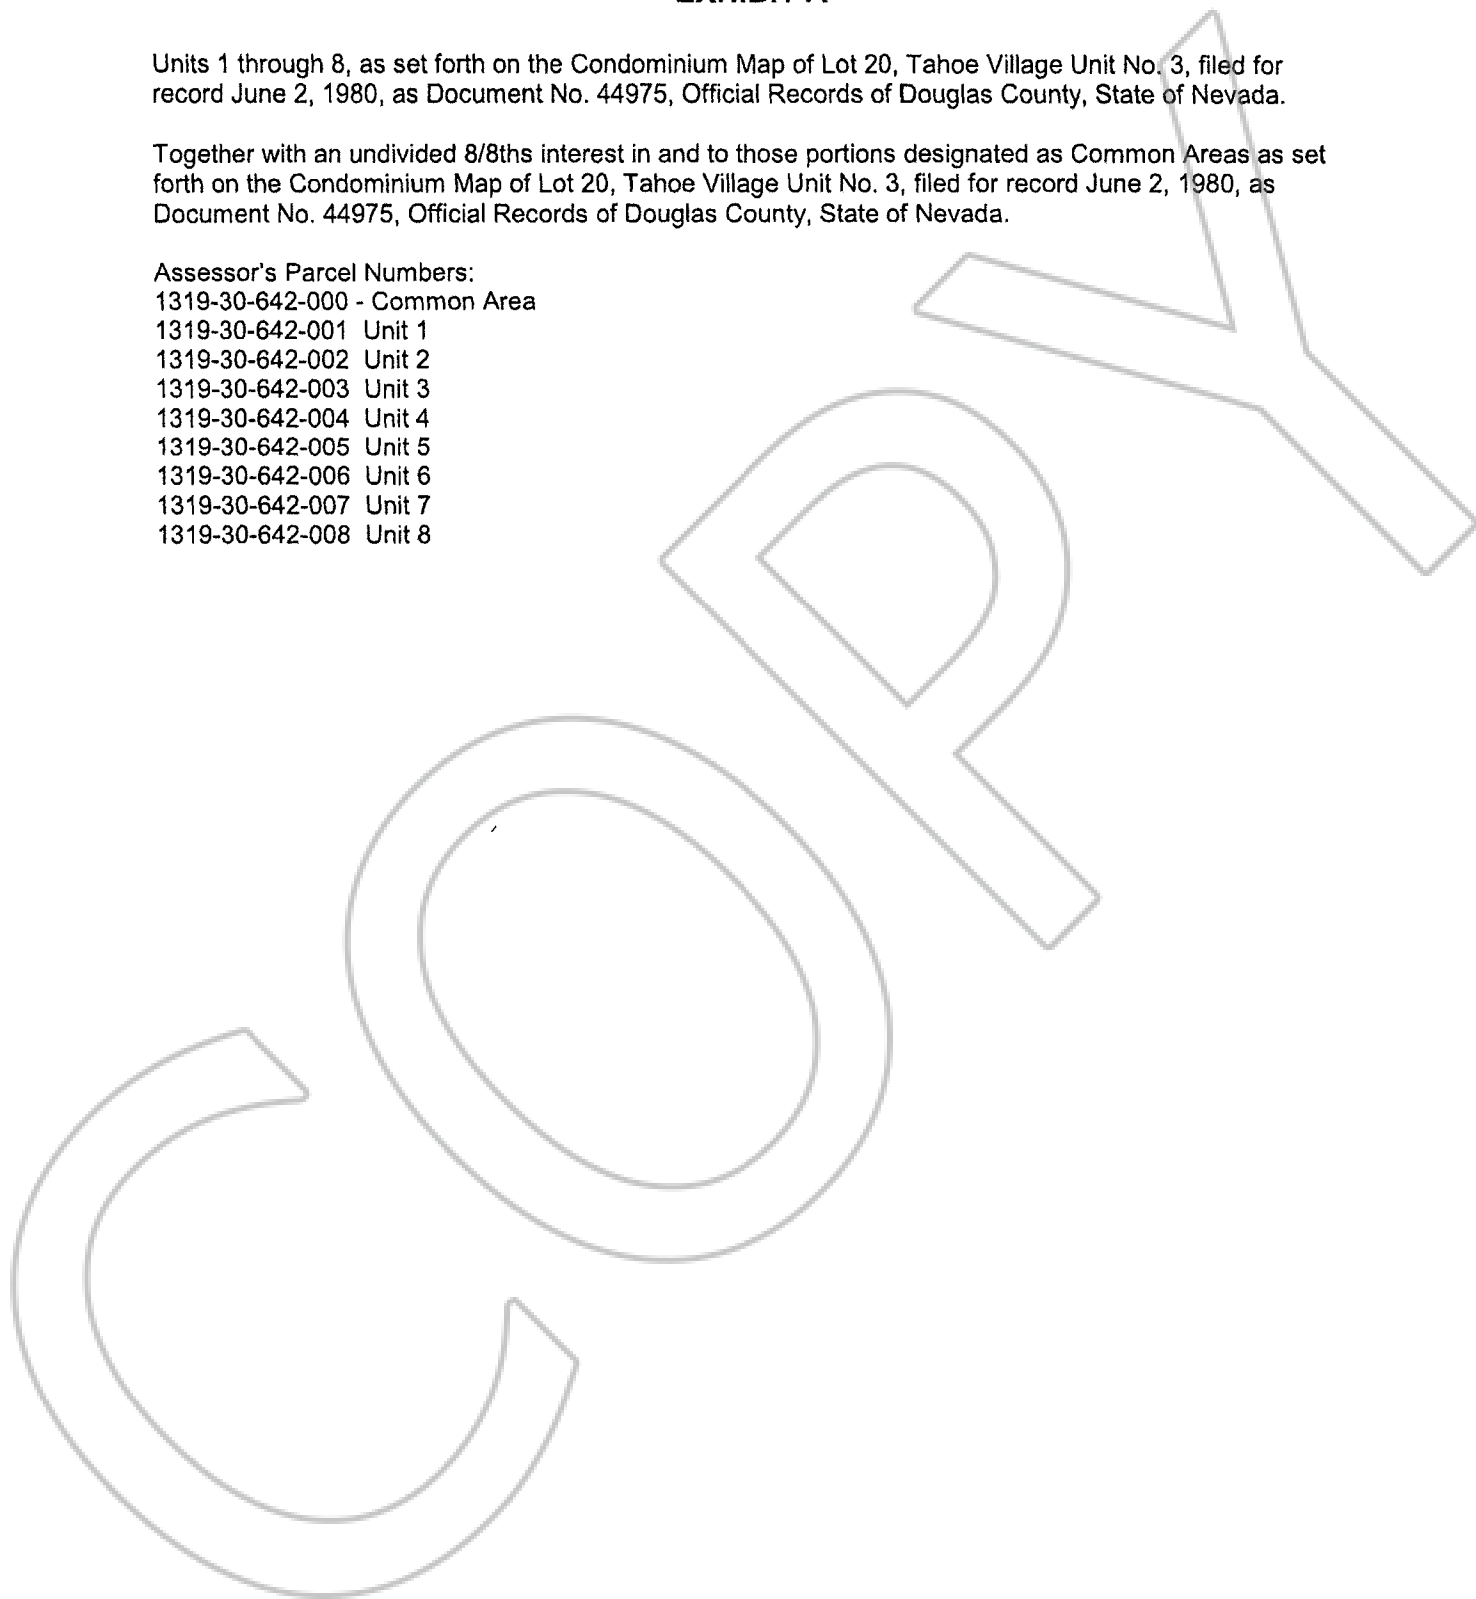 EXHIBIT A
Units 1 through 8, as set forth on the Condominium Map of Lot 20, Tahoe Village Unit No. 3, filed for
record June 2, 1980, as Document No. 44975, Official Records of Douglas County, State of Nevada.
Together with an undivided 8/8ths interest in and to those portions designated as Common Areas as set
forth on the Condominium Map of Lot 20, Tahoe Village Unit No. 3, filed for record June 2, 1980, as
Document No. 44975, Official Records of Douglas County, State of Nevada.
Assessor's Parcel Numbers:
1319-30-642-000 - Common Area
1319-30-642-001 Unit 1
1319-30-642-002 Unit 2
1319-30-642-003 Unit 3
1319-30-642-004 Unit 4
1319-30-642-005 Unit 5
1319-30-642-006 Unit 6
1319-30-642-007 Unit 7
1319-30-642-008 Unit 8
COPY